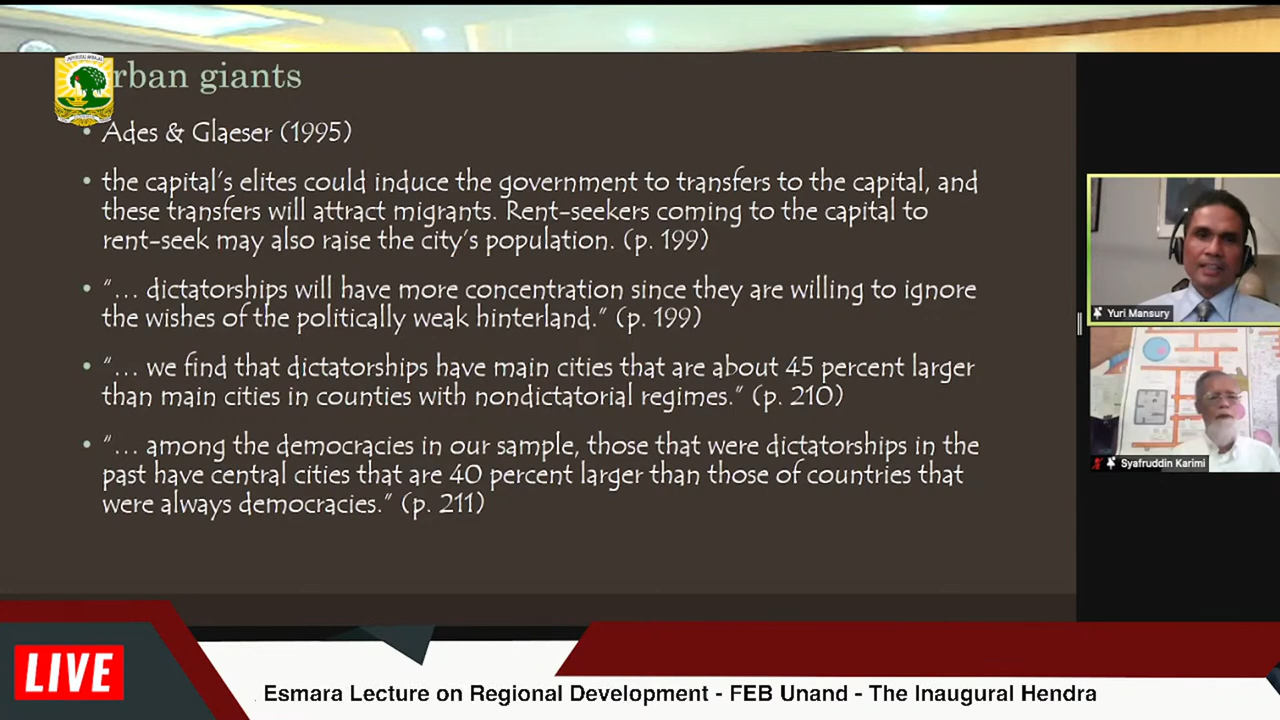 rban giants
• Ades & Glaeser (1995)
• the capital's elites could induce the government to transfers to the capital, and
these transfers will attract migrants. Rent-seekers coming to the capital to
rent-seek may also raise the city's population. (p. 199)
• "... dictatorships will have more concentration since they are willing to ignore
the wishes of the politically weak hinterland." (p. 199)
• "... we find that dictatorships have main cities that are about 45 percent larger
than main cities in counties with nondictatorial regimes." (p. 210)
• "... among the democracies in our sample, those that were dictatorships in the
past have central cities that are 40 percent larger than those of countries that
were always democracies." (p. 211)
Yuri Mansury
Syafruddin Karimi
LIVE
Esmara Lecture on Regional Development - FEB Unand - The Inaugural Hendra